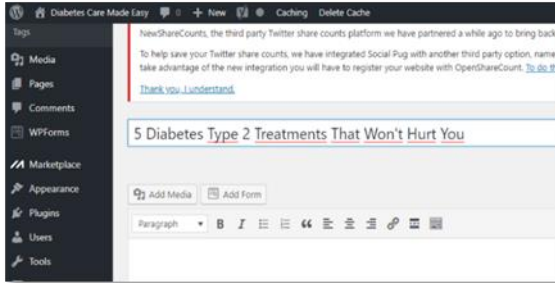 Diabetes Care Made Easy 0 + New Caching Delete Cache
Tags
NewShareCounts, the third party Twitter share counts platform we have partnered a while ago to bring back
To help save your Twitter share counts, we have integrated Social Pug with another third party option, name
take advantage of the new integration you will have to register your website with OpenShareCount. To do th
Thank you, I understand.
Media
Pages
Comments
WPForms
5 Diabetes Type 2 Treatments That Won't Hurt You
Marketplace
Appearance
Add Media Add Form
Plugins
Paragraph B I
Users
Tools